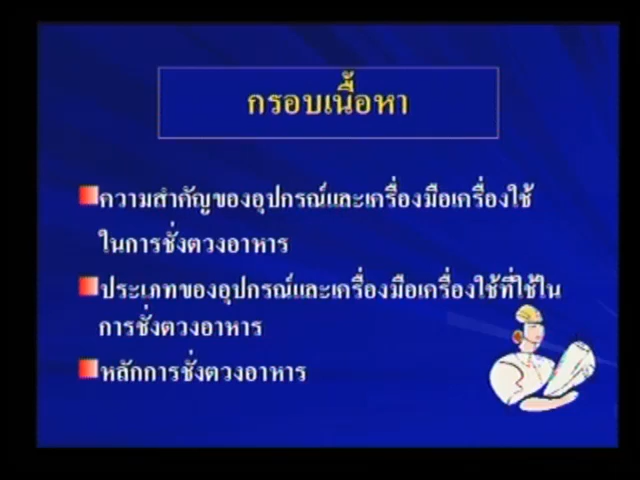 กรอบเนื้อหา
ความสำคัญของอุปกรณ์และเครื่องมือเครื่องใช้
ในการชั่งตวงอาหาร
ประเภทของอุปกรณ์และเครื่องมือเครื่องใช้ที่ใช้ใน
การชั่งตวงอาหาร
หลักการชั่งตวงอาหาร